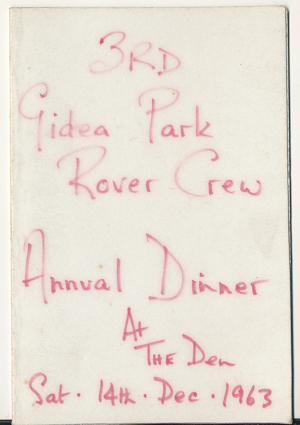 3RD
Gidea Park
Rover Crew
Annual Dinner
At
THE Den
Sat. 14th. Dec. 1963